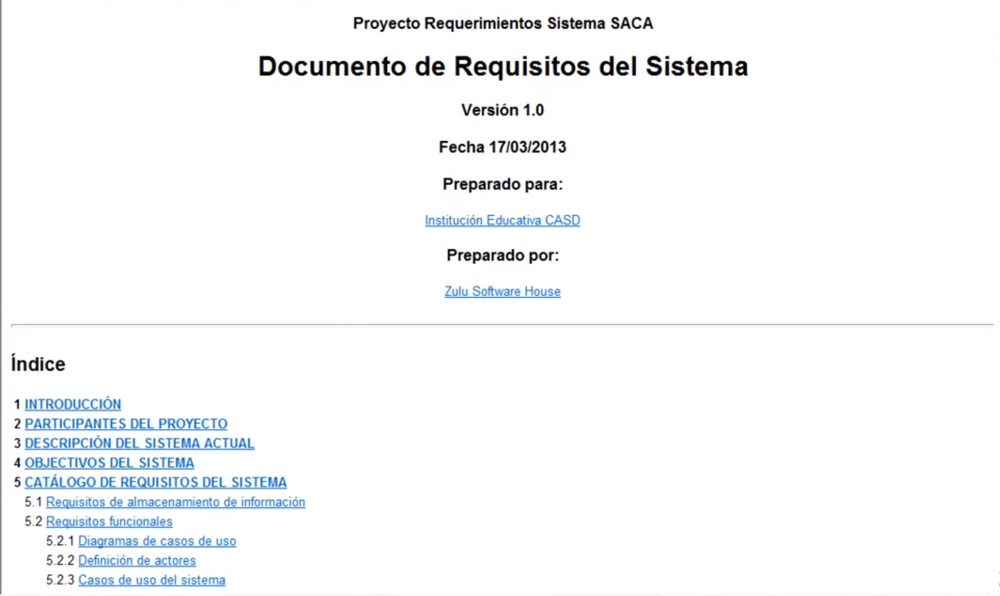 Proyecto Requerimientos Sistema SACA
Documento de Requisitos del Sistema
Versión 1.0
Fecha 17/03/2013
Preparado para:
Institución Educativa CASD
Preparado por:
Zulu Software House
Índice
1 INTRODUCCIÓN
2 PARTICIPANTES DEL PROYECTO
3 DESCRIPCIÓN DEL SISTEMA ACTUAL
4 OBJECTIVOS DEL SISTEMA
5 CATÁLOGO DE REQUISITOS DEL SISTEMA
5.1 Requisitos de almacenamiento de información
5.2 Requisitos funcionales
5.2.1 Diagramas de casos de uso
5.2.2 Definición de actores
5.2.3 Casos de uso del sistema